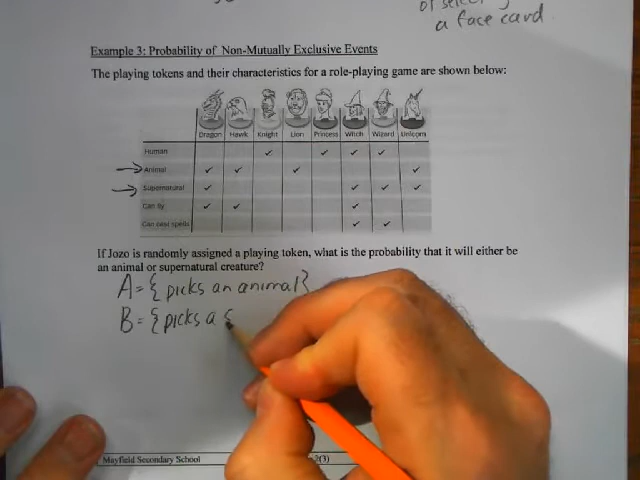 a face card
Example 3: Probability of Non-Mutually Exclusive Events
The playing tokens and their characteristics for a role-playing game are shown below:
Dragon Hawk Knight Lion Princess Witch Wizard Unicorn
Human ✓ ✓ ✓ ✓
Animal ✓ ✓ ✓ ✓
Supernatural ✓ ✓ ✓ ✓
Can fly ✓ ✓ ✓
Can cast spells ✓ ✓
If Jozo is randomly assigned a playing token, what is the probability that it will either be
an animal or supernatural creature?
A = { picks an animal }
B = { picks a
Mayfield Secondary School 2(3)